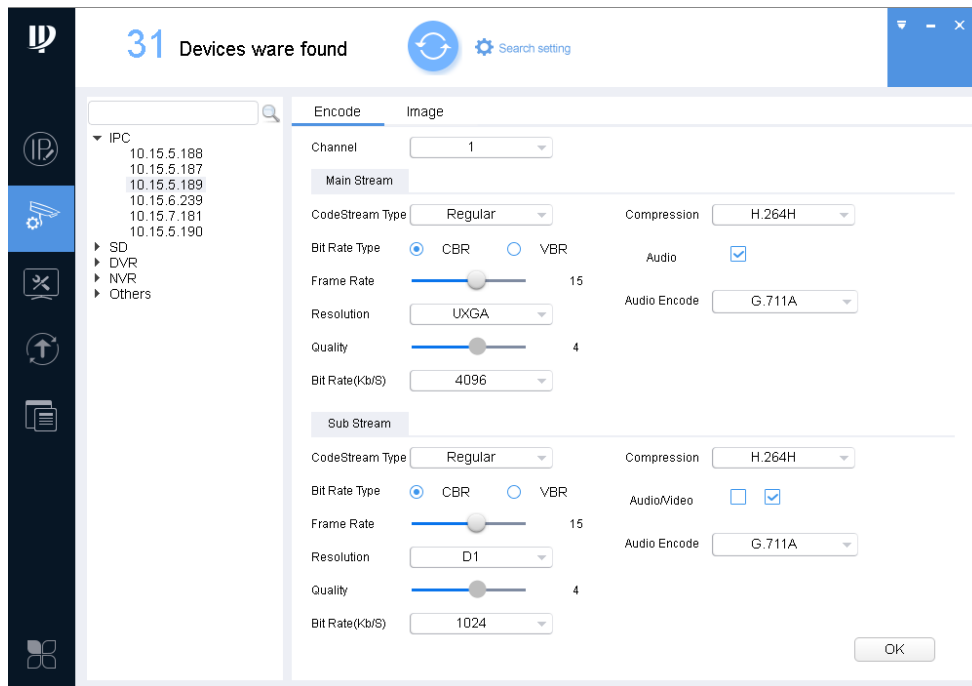 31 Devices ware found
Search setting
Encode Image
IPC
10.15.5.188
10.15.5.187
10.15.5.189
10.15.6.239
10.15.7.181
10.15.5.190
SD
DVR
NVR
Others
Channel 1
Main Stream
CodeStream Type Regular Compression H.264H
Bit Rate Type CBR VBR Audio
Frame Rate 15
Resolution UXGA Audio Encode G.711A
Quality 4
Bit Rate(Kb/S) 4096
Sub Stream
CodeStream Type Regular Compression H.264H
Bit Rate Type CBR VBR Audio/Video
Frame Rate 15
Resolution D1 Audio Encode G.711A
Quality 4
Bit Rate(Kb/S) 1024
OK